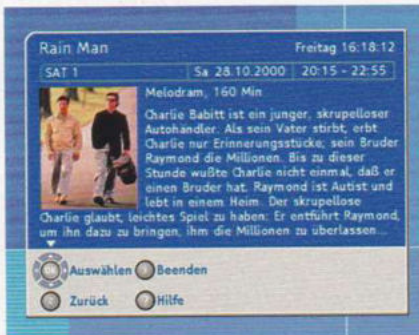 Rain Man Freitag 16:18:12
SAT 1 Sa 28.10.2000 20:15 - 22:55
Melodram, 160 Min
Charlie Babitt ist ein junger, skrupelloser
Autohändler. Als sein Vater stirbt, erbt
Charlie nur Erinnerungsstücke, sein Bruder
Raymond die Millionen. Bis zu dieser
Stunde wußte Charlie nicht einmal, daß er
einen Bruder hat. Raymond ist Autist und
lebt in einem Heim. Der skrupellose
Charlie glaubt, leichtes Spiel zu haben: Er entführt Raymond,
um ihn dazu zu bringen, ihm die Millionen zu überlassen...
OK Auswählen Beenden
Zurück ? Hilfe